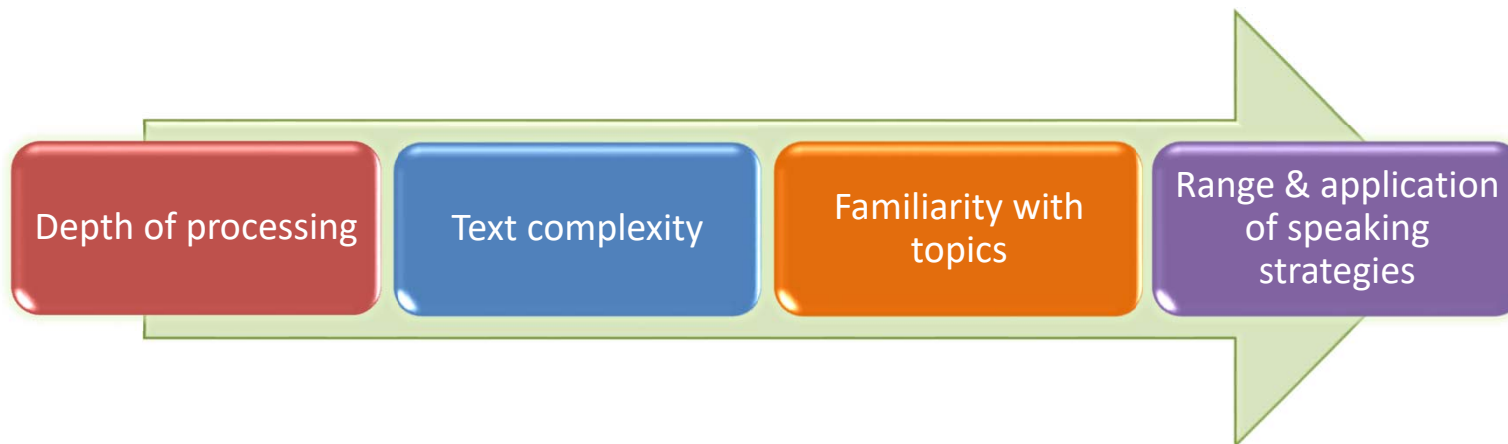 Depth of processing
Text complexity
Familiarity with
topics
Range & application
of speaking
strategies